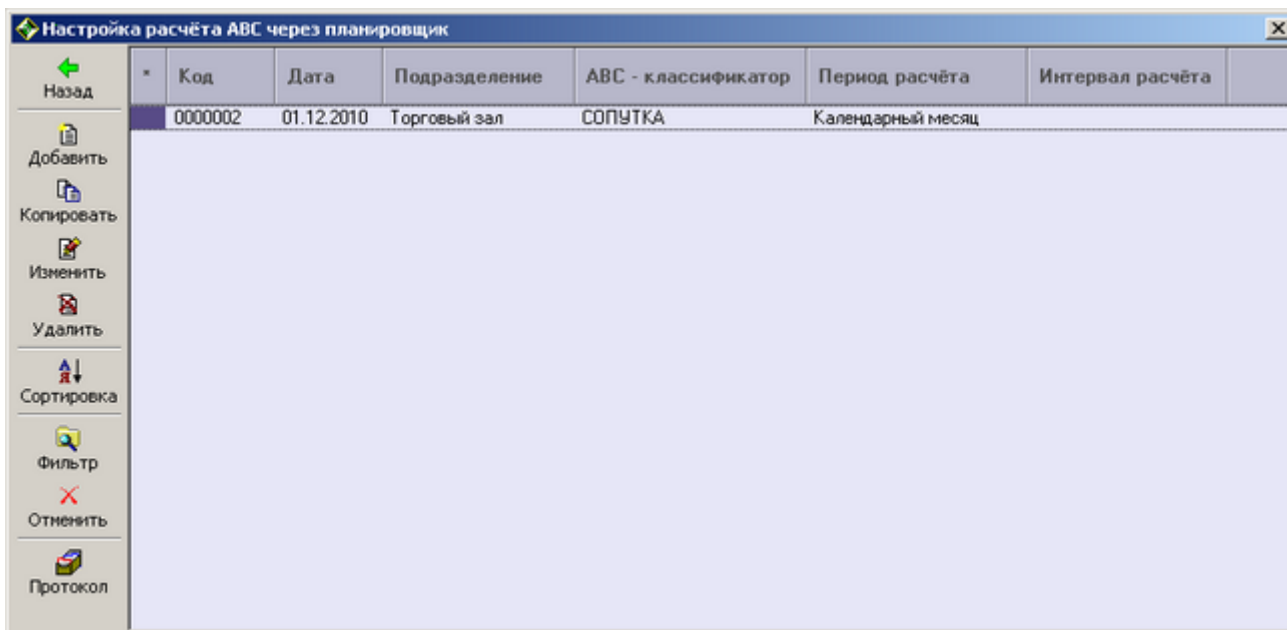 Настройка расчёта АВС через планировщик
Назад
* Код Дата Подразделение АВС - классификатор Период расчёта Интервал расчёта
0000002 01.12.2010 Торговый зал СОПУТКА Календарный месяц
Добавить
Копировать
Изменить
Удалить
Сортировка
Фильтр
Отменить
Протокол